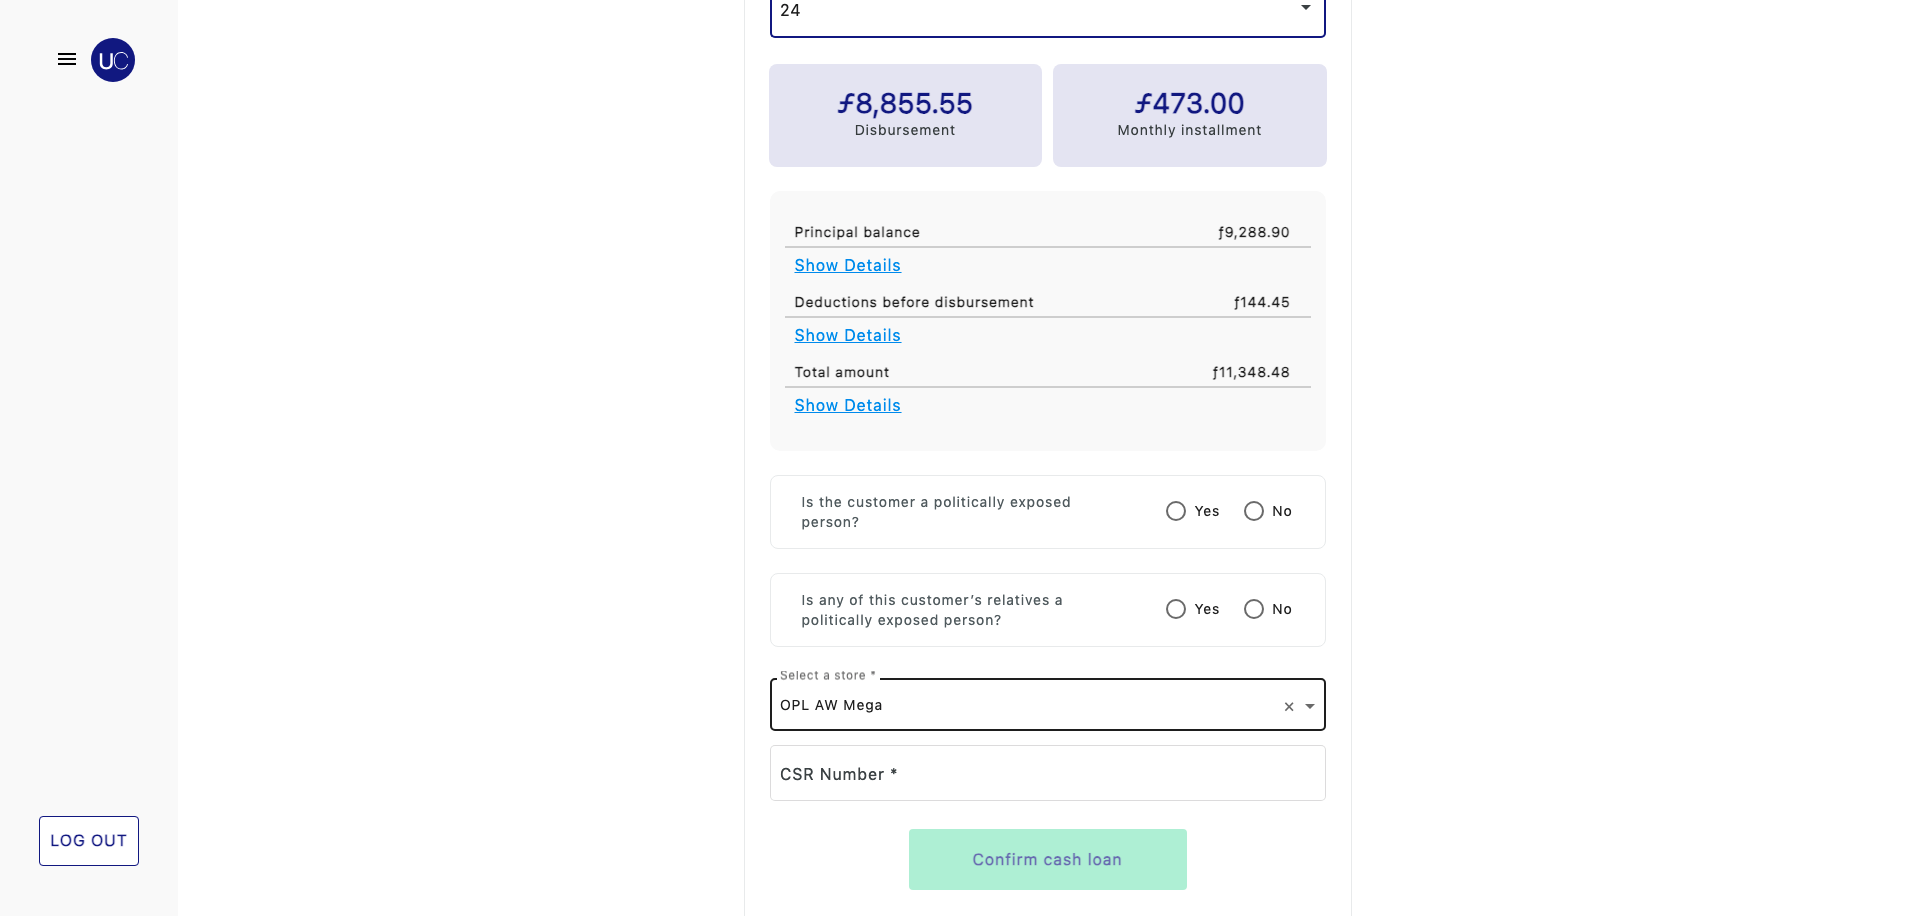 24
UC
ƒ8,855.55
Disbursement
ƒ473.00
Monthly installment
Principal balance ƒ9,288.90
Show Details
Deductions before disbursement ƒ144.45
Show Details
Total amount ƒ11,348.48
Show Details
Is the customer a politically exposed
person?
Yes No
Is any of this customer’s relatives a
politically exposed person?
Yes No
Select a store *
OPL AW Mega
CSR Number *
LOG OUT
Confirm cash loan